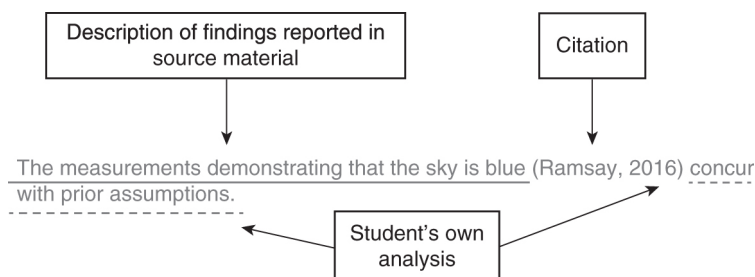 Description of findings reported in
source material
Citation
The measurements demonstrating that the sky is blue (Ramsay, 2016) concur
with prior assumptions.
Student's own
analysis